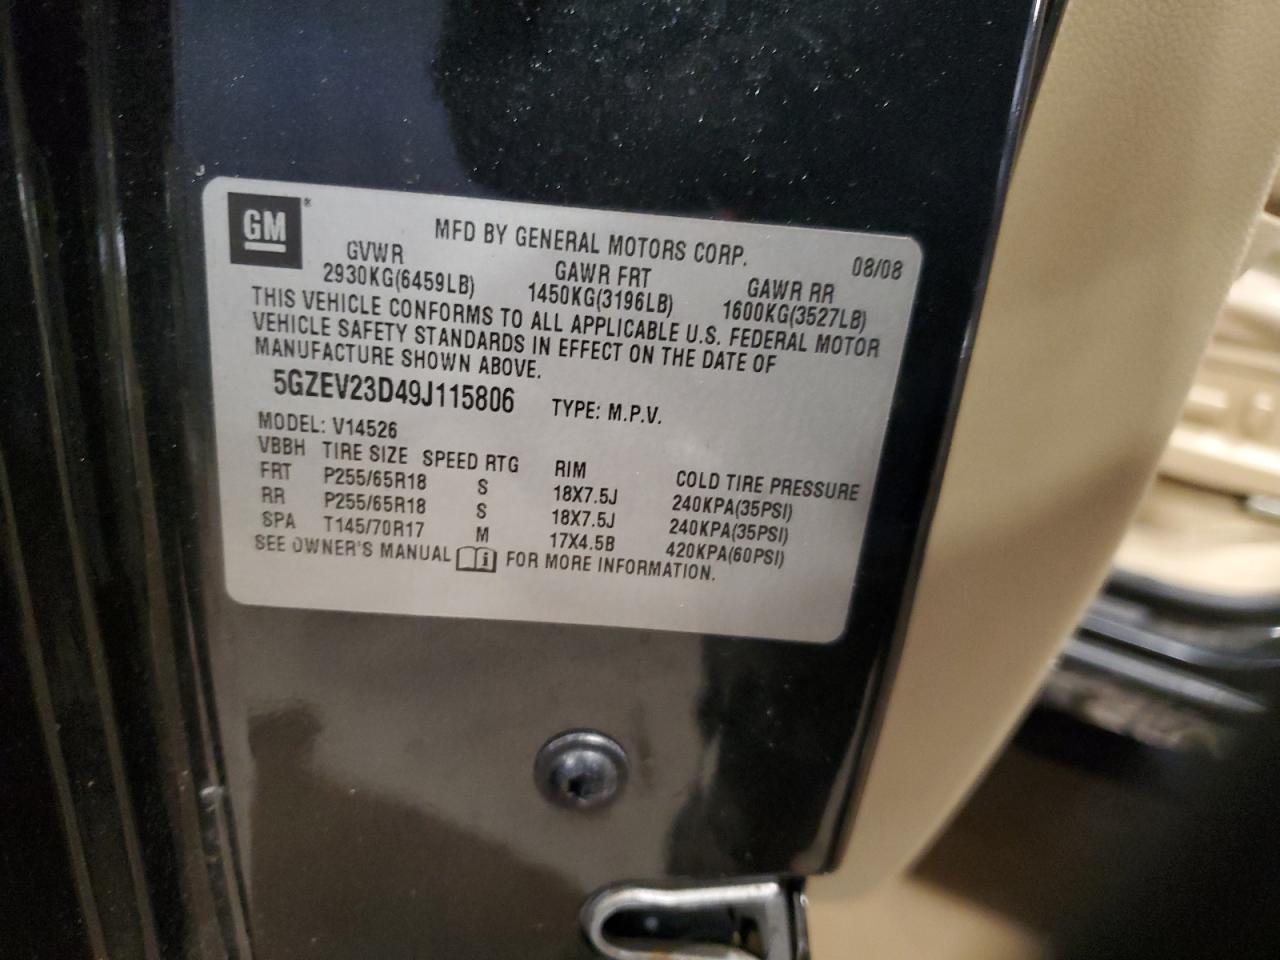 GM ®
MFD BY GENERAL MOTORS CORP. 08/08
GVWR GAWR FRT GAWR RR
2930KG(6459LB) 1450KG(3196LB) 1600KG(3527LB)
THIS VEHICLE CONFORMS TO ALL APPLICABLE U.S. FEDERAL MOTOR
VEHICLE SAFETY STANDARDS IN EFFECT ON THE DATE OF
MANUFACTURE SHOWN ABOVE.
5GZEV23D49J115806 TYPE: M.P.V.
MODEL: V14526
VBBH TIRE SIZE SPEED RTG RIM COLD TIRE PRESSURE
FRT P255/65R18 S 18X7.5J 240KPA(35PSI)
RR P255/65R18 S 18X7.5J 240KPA(35PSI)
SPA T145/70R17 M 17X4.5B 420KPA(60PSI)
SEE OWNER'S MANUAL i FOR MORE INFORMATION.